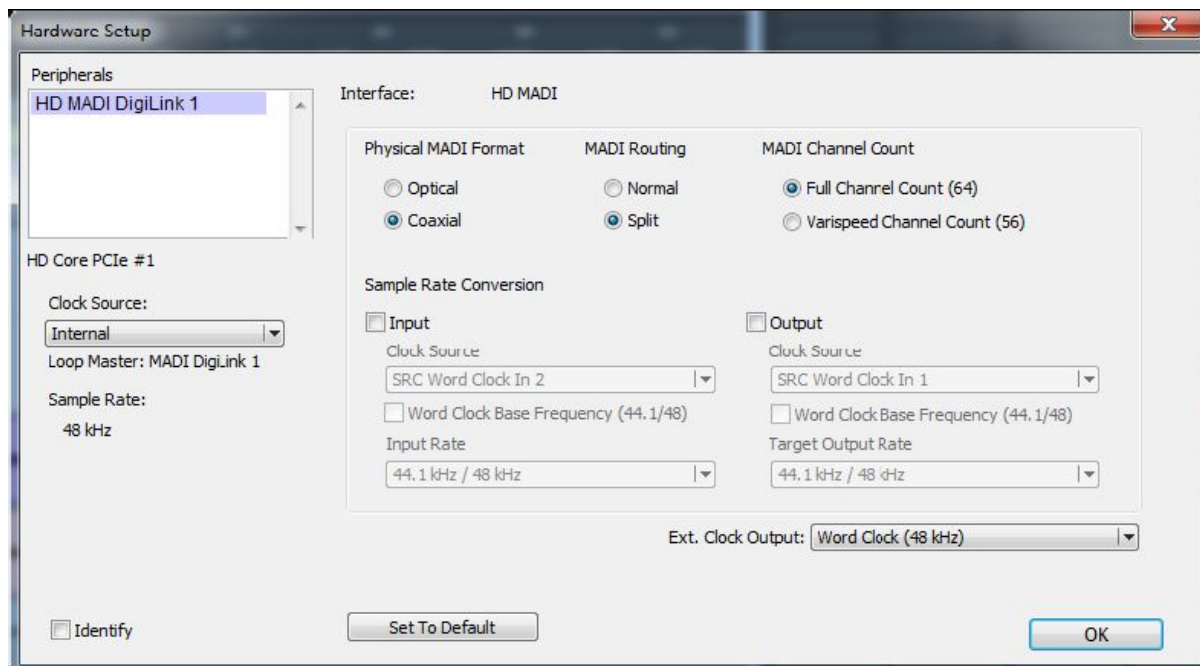 Hardware Setup
Peripherals
HD MADI DigiLink 1
HD Core PCIe #1
Clock Source:
Internal
Loop Master: MADI DigiLink 1
Sample Rate:
48 kHz
Identify
Interface: HD MADI
Physical MADI Format
Optical
Coaxial
MADI Routing
Normal
Split
MADI Channel Count
Full Channel Count (64)
Varispeed Channel Count (56)
Sample Rate Conversion
Input
Clock Source
SRC Word Clock In 2
Word Clock Base Frequency (44.1/48)
Input Rate
44.1 kHz / 48 kHz
Output
Clock Source
SRC Word Clock In 1
Word Clock Base Frequency (44.1/48)
Target Output Rate
44.1 kHz / 48 kHz
Ext. Clock Output: Word Clock (48 kHz)
Set To Default
OK